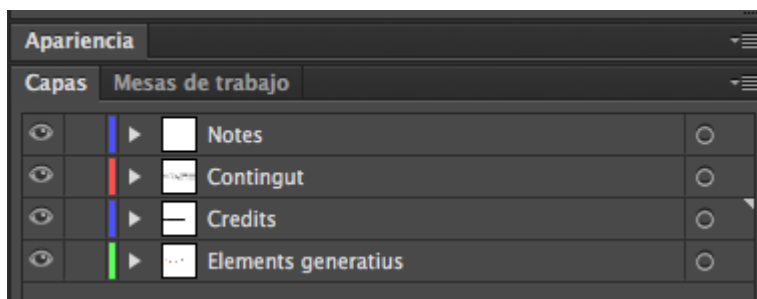 Apariencia
Capas Mesas de trabajo
Notes
Contingut
Credits
Elements generatius